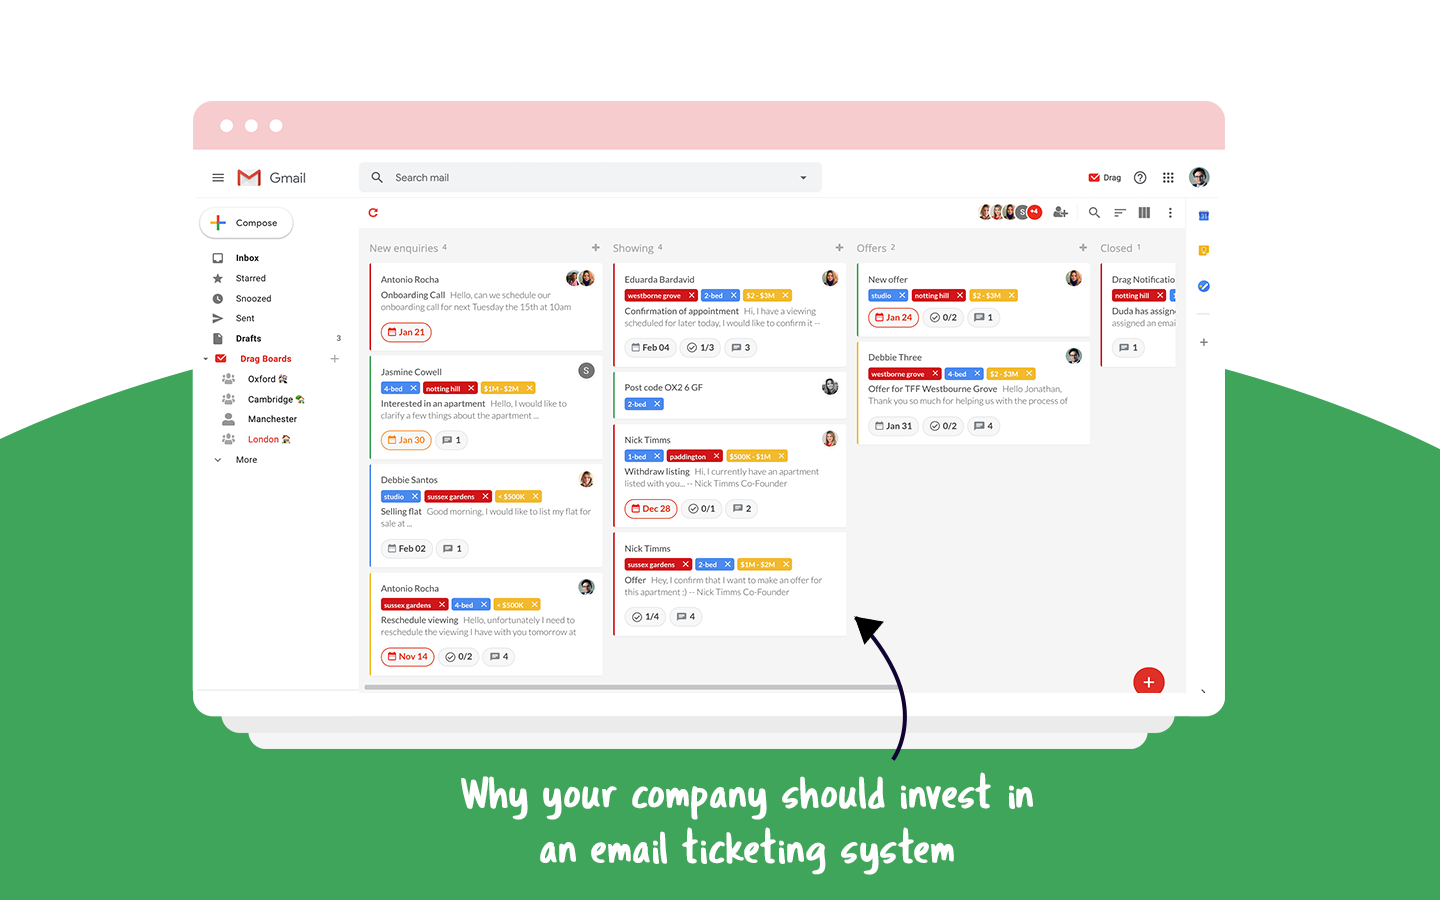 Gmail
Search mail
Drag
Compose
Inbox
Starred
Snoozed
Sent
Drafts 3
Drag Boards
Oxford
Cambridge
Manchester
London
More
S +4
New enquiries 4
Antonio Rocha
Onboarding Call Hello, can we schedule our
onboarding call for next Tuesday the 15th at 10am
Jan 21
Jasmine Cowell
S
4-bed notting hill $1M - $2M
Interested in an apartment Hello, I would like to
clarify a few things about the apartment ...
Jan 30 1
Debbie Santos
studio sussex gardens < $500K
Selling flat Good morning, I would like to list my flat for
sale at ...
Feb 02 1
Antonio Rocha
sussex gardens 4-bed < $500K
Reschedule viewing Hello, unfortunately I need to
reschedule the viewing I have with you tomorrow at
Nov 14 0/2 4
Showing 4
Eduarda Bardavid
westborne grove 2-bed $2 - $3M
Confirmation of appointment Hi, I have a viewing
scheduled for later today, I would like to confirm it --
Feb 04 1/3 3
Post code OX2 6 GF
2-bed
Nick Timms
1-bed paddington $500K - $1M
Withdraw listing Hi, I currently have an apartment
listed with you... -- Nick Timms Co-Founder
Dec 28 0/1 2
Nick Timms
sussex gardens 2-bed $1M - $2M
Offer Hey, I confirm that I want to make an offer for
this apartment :) -- Nick Timms Co-Founder
1/4 4
Offers 2
New offer
studio notting hill $2 - $3M
Jan 24 0/2 1
Debbie Three
westborne grove 4-bed $2 - $3M
Offer for TFF Westbourne Grove Hello Jonathan,
Thank you so much for helping us with the process of
Jan 31 0/2 4
Closed 1
Drag Notificatio
notting hill
Duda has assign
assigned an emai
1
31
Why your company should invest in
an email ticketing system